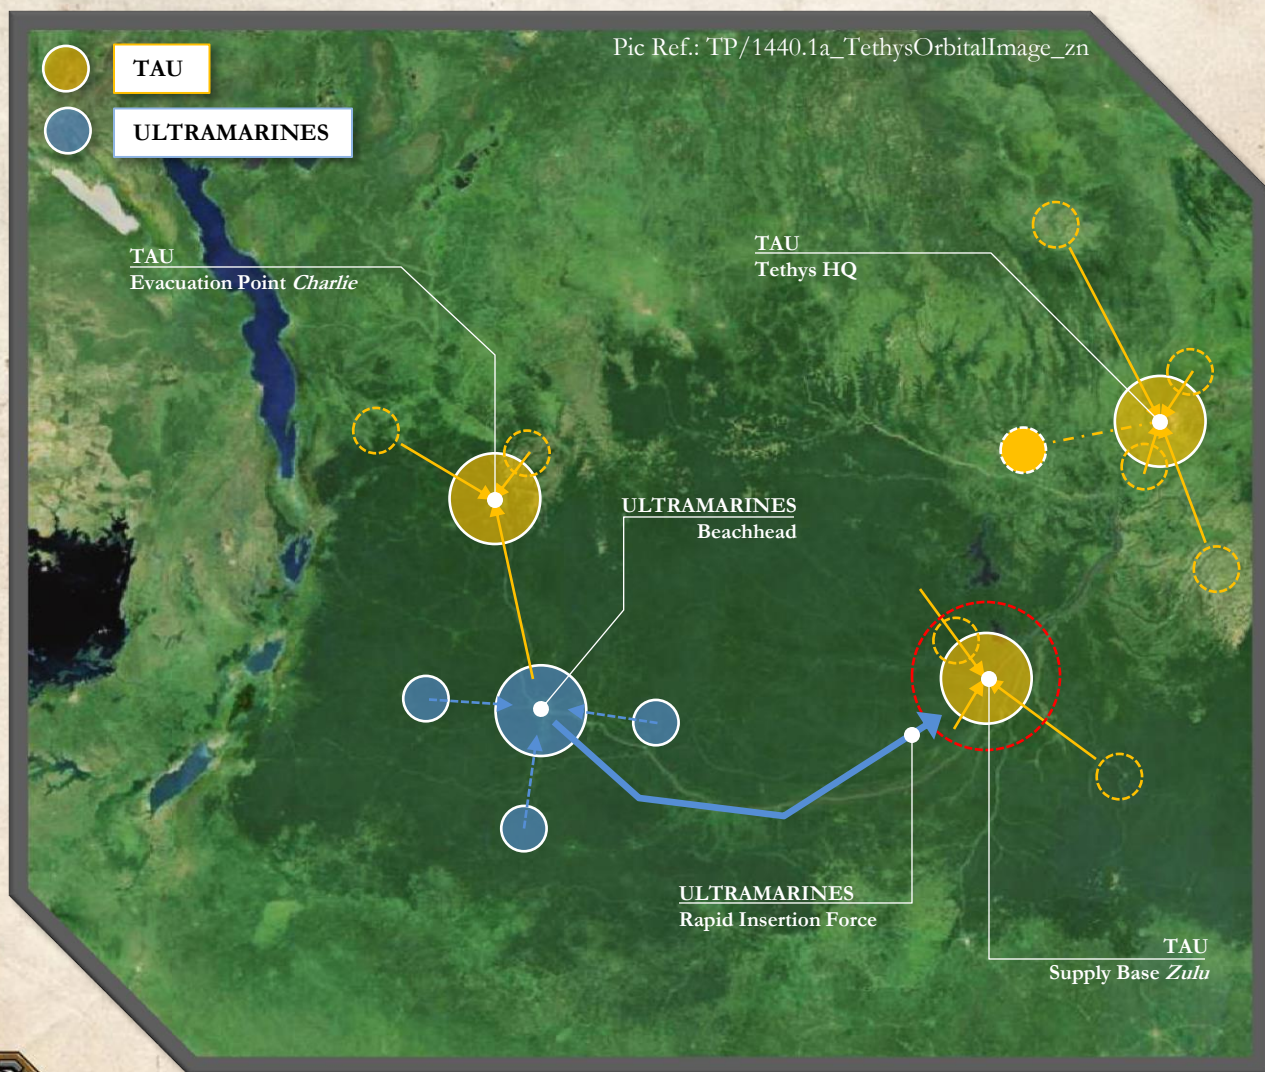 Pic Ref.: TP/1440.1a_TethysOrbitalImage_zn
TAU
ULTRAMARINES
TAU
Evacuation Point Charlie
TAU
Tethys HQ
ULTRAMARINES
Beachhead
ULTRAMARINES
Rapid Insertion Force
TAU
Supply Base Zulu